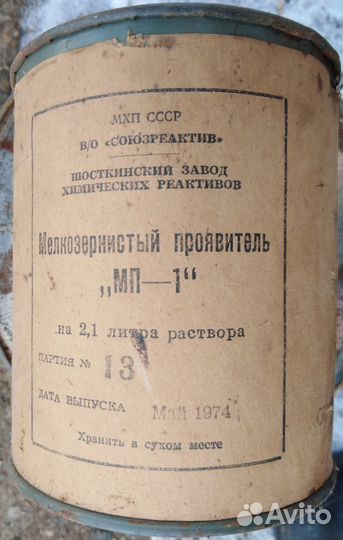 МХП СССР
В/О «СОЮЗРЕАКТИВ»
ШОСТКИНСКИЙ ЗАВОД
ХИМИЧЕСКИХ РЕАКТИВОВ
Мелкозернистый проявитель
„МП—1“
на 2,1 литра раствора
ПАРТИЯ № 13
ДАТА ВЫПУСКА Май 1974
Хранить в сухом месте
Avito